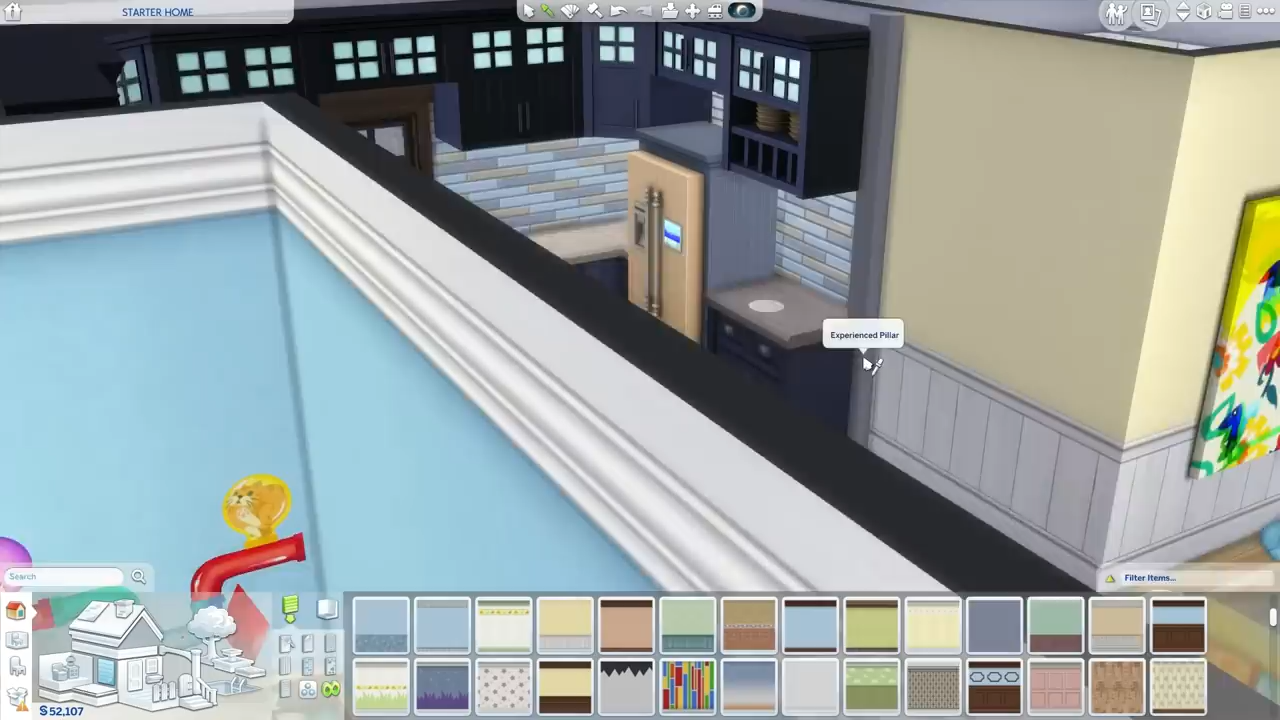 STARTER HOME
Experienced Pillar
Search
Filter Items...
$52,107